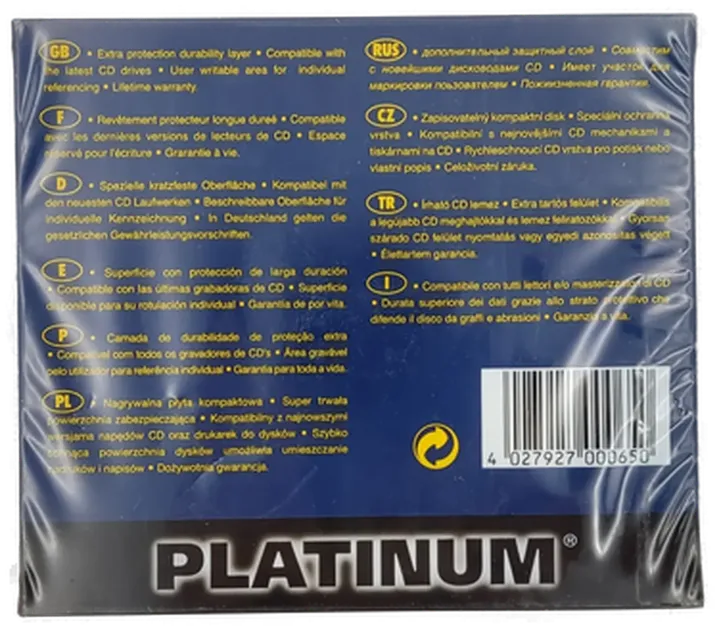 GB • Extra protection durability layer • Compatible with
the latest CD drives • User writable area for individual
referencing • Lifetime warranty.
F • Revêtement protecteur longue dureé • Compatible
avec les dernières versions de lecteurs de CD • Espace
réservé pour l'écriture • Garantie à vie.
D • Spezielle kratzfeste Oberfläche • Kompatibel mit
den neuesten CD Laufwerken • Beschreibbare Oberfläche für
individuelle Kennzeichnung • In Deutschland gelten die
gesetzlichen Gewährleistungsvorschriften.
E • Superficie con protección de larga duración
• Compatible con las últimas grabadoras de CD • Superficie
disponible para su rotulación individual • Garantia de por vita.
P • Camada de durabilidade de proteção extra
• Compatível com todos os gravadores de CD's • Área gravável
pelo utilizador para referência individual • Garantia para toda a vida.
PL • Nagrywalna płyta kompaktowa • Super trwała
powierzchnia zabezpieczająca • Kompatybilny z najnowszymi
wersjama napędów CD oraz drukarek do dysków • Szybko
schnąca powierzchnia dysków umożliwia umieszczanie
nadruków i napisów • Dożywotnia gwarancja.
RUS • дополнительный защитный слой • Совместим
с новейшими дисководами CD • Имеет участок для
маркировки пользователем • Пожизненная гарантия.
CZ • Zapisovatelný kompaktní disk • Speciální ochranná
vrstva • Kompatibilní s nejnovějšími CD mechanikami a
tiskárnami na CD • Rychleschnoucí CD vrstva pro potisk nebo
vlastní popis • Celoživotní záruka.
TR • Írható CD lemez • Extra tartós felület • Kompatibilis
a legújabb CD meghajtókkal és lemez feliratozókkal • Gyorsan
száradó CD felület nyomtatás vagy egyedi azonosítás végett
• Élettartem garancia.
I • Compatibile con tutti lettori e/o masterizzatori di CD
• Durata superiore dei dati grazie allo strato protettivo che
difende il disco da graffi e abrasioni • Garanzia a vita.
4 027927 000650
PLATINUM®